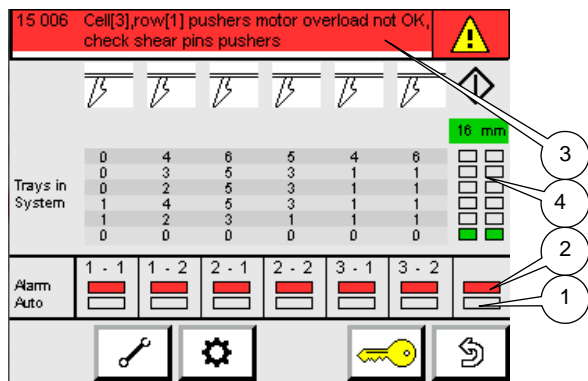 15 006 Cell[3],row[1] pushers motor overload not OK,
check shear pins pushers
16 mm
3
0 4 6 5 4 6
0 3 5 3 1 1
Trays in 0 2 5 3 1 1
System 1 4 5 3 1 1
4
1 2 3 1 1 1
0 0 0 0 0 0
1 - 1 1 - 2 2 - 1 2 - 2 3 - 1 3 - 2
2
Alarm
Auto
1